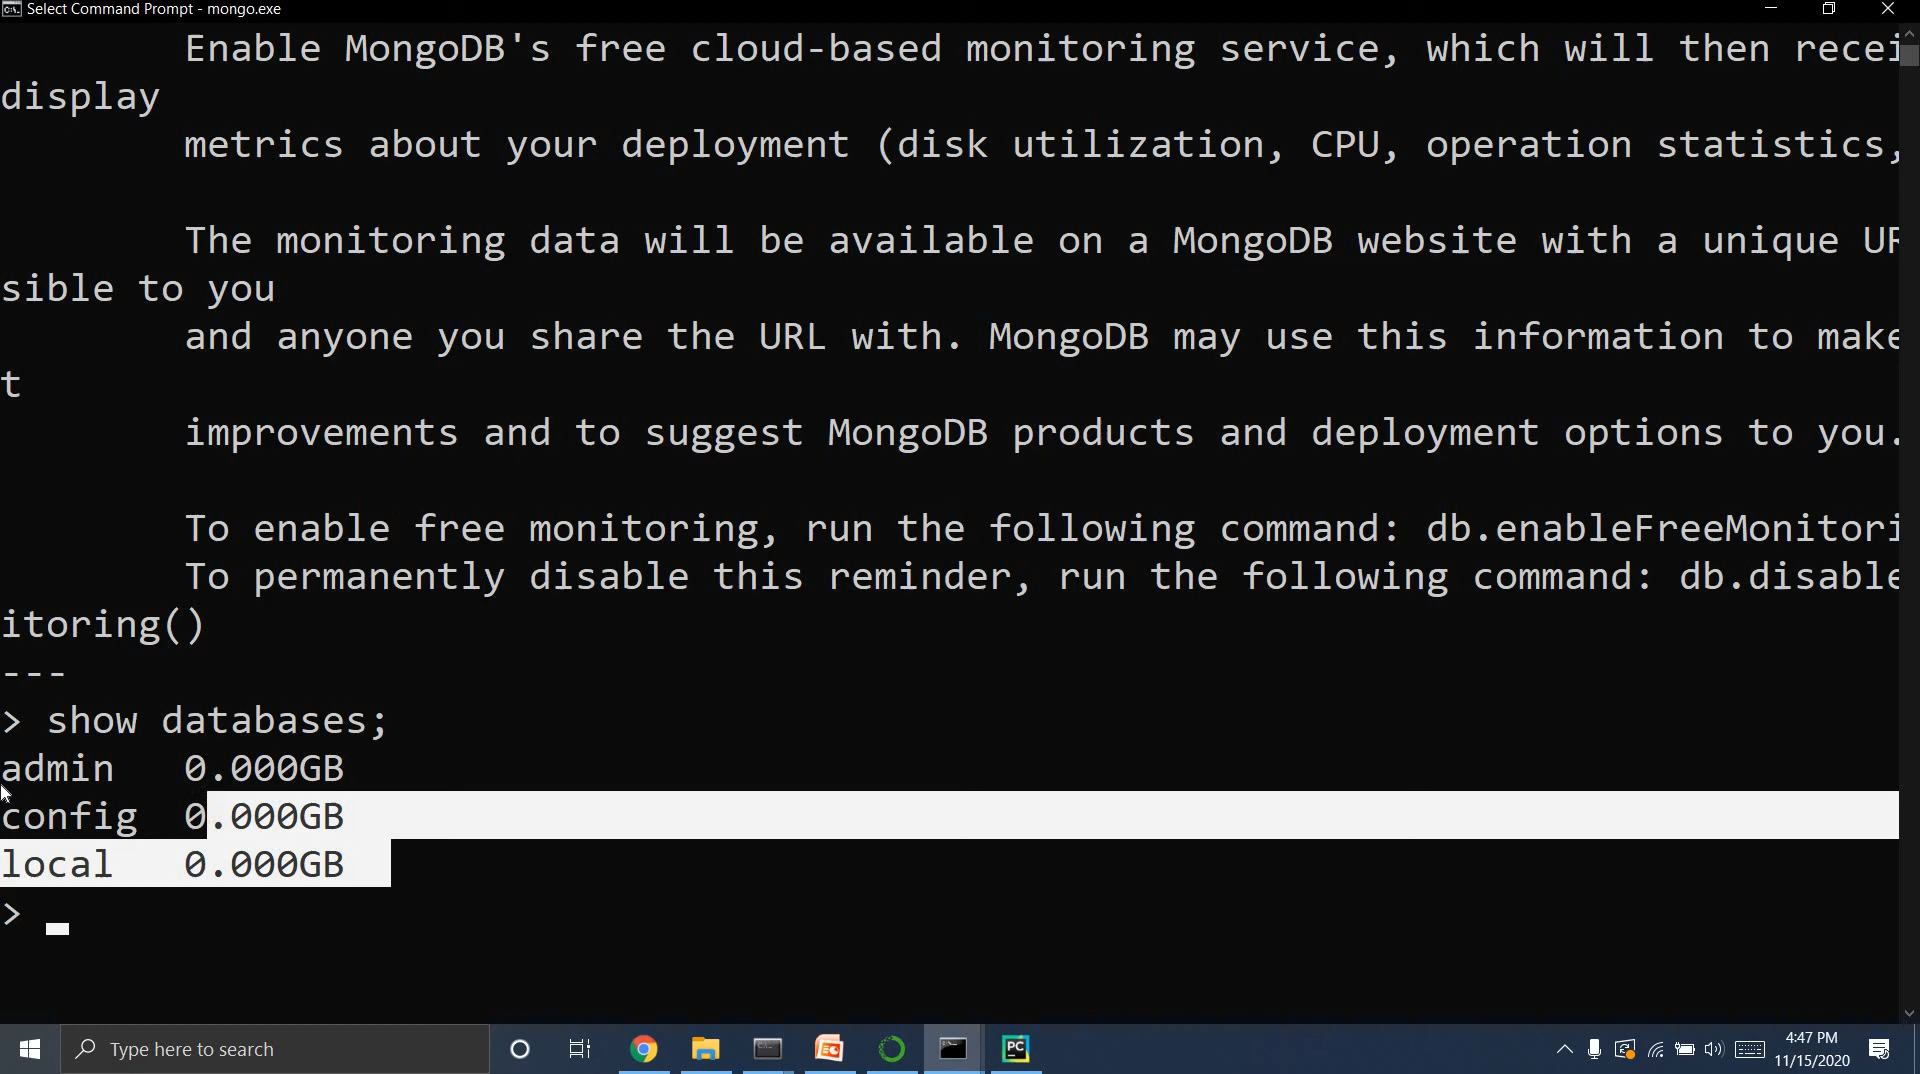 Select Command Prompt - mongo.exe
Enable MongoDB's free cloud-based monitoring service, which will then recei
display
metrics about your deployment (disk utilization, CPU, operation statistics,
The monitoring data will be available on a MongoDB website with a unique UR
sible to you
and anyone you share the URL with. MongoDB may use this information to make
t
improvements and to suggest MongoDB products and deployment options to you.
To enable free monitoring, run the following command: db.enableFreeMonitori
To permanently disable this reminder, run the following command: db.disable
itoring()
---
> show databases;
admin   0.000GB
config  0.000GB
local   0.000GB
>
Type here to search
4:47 PM
11/15/2020